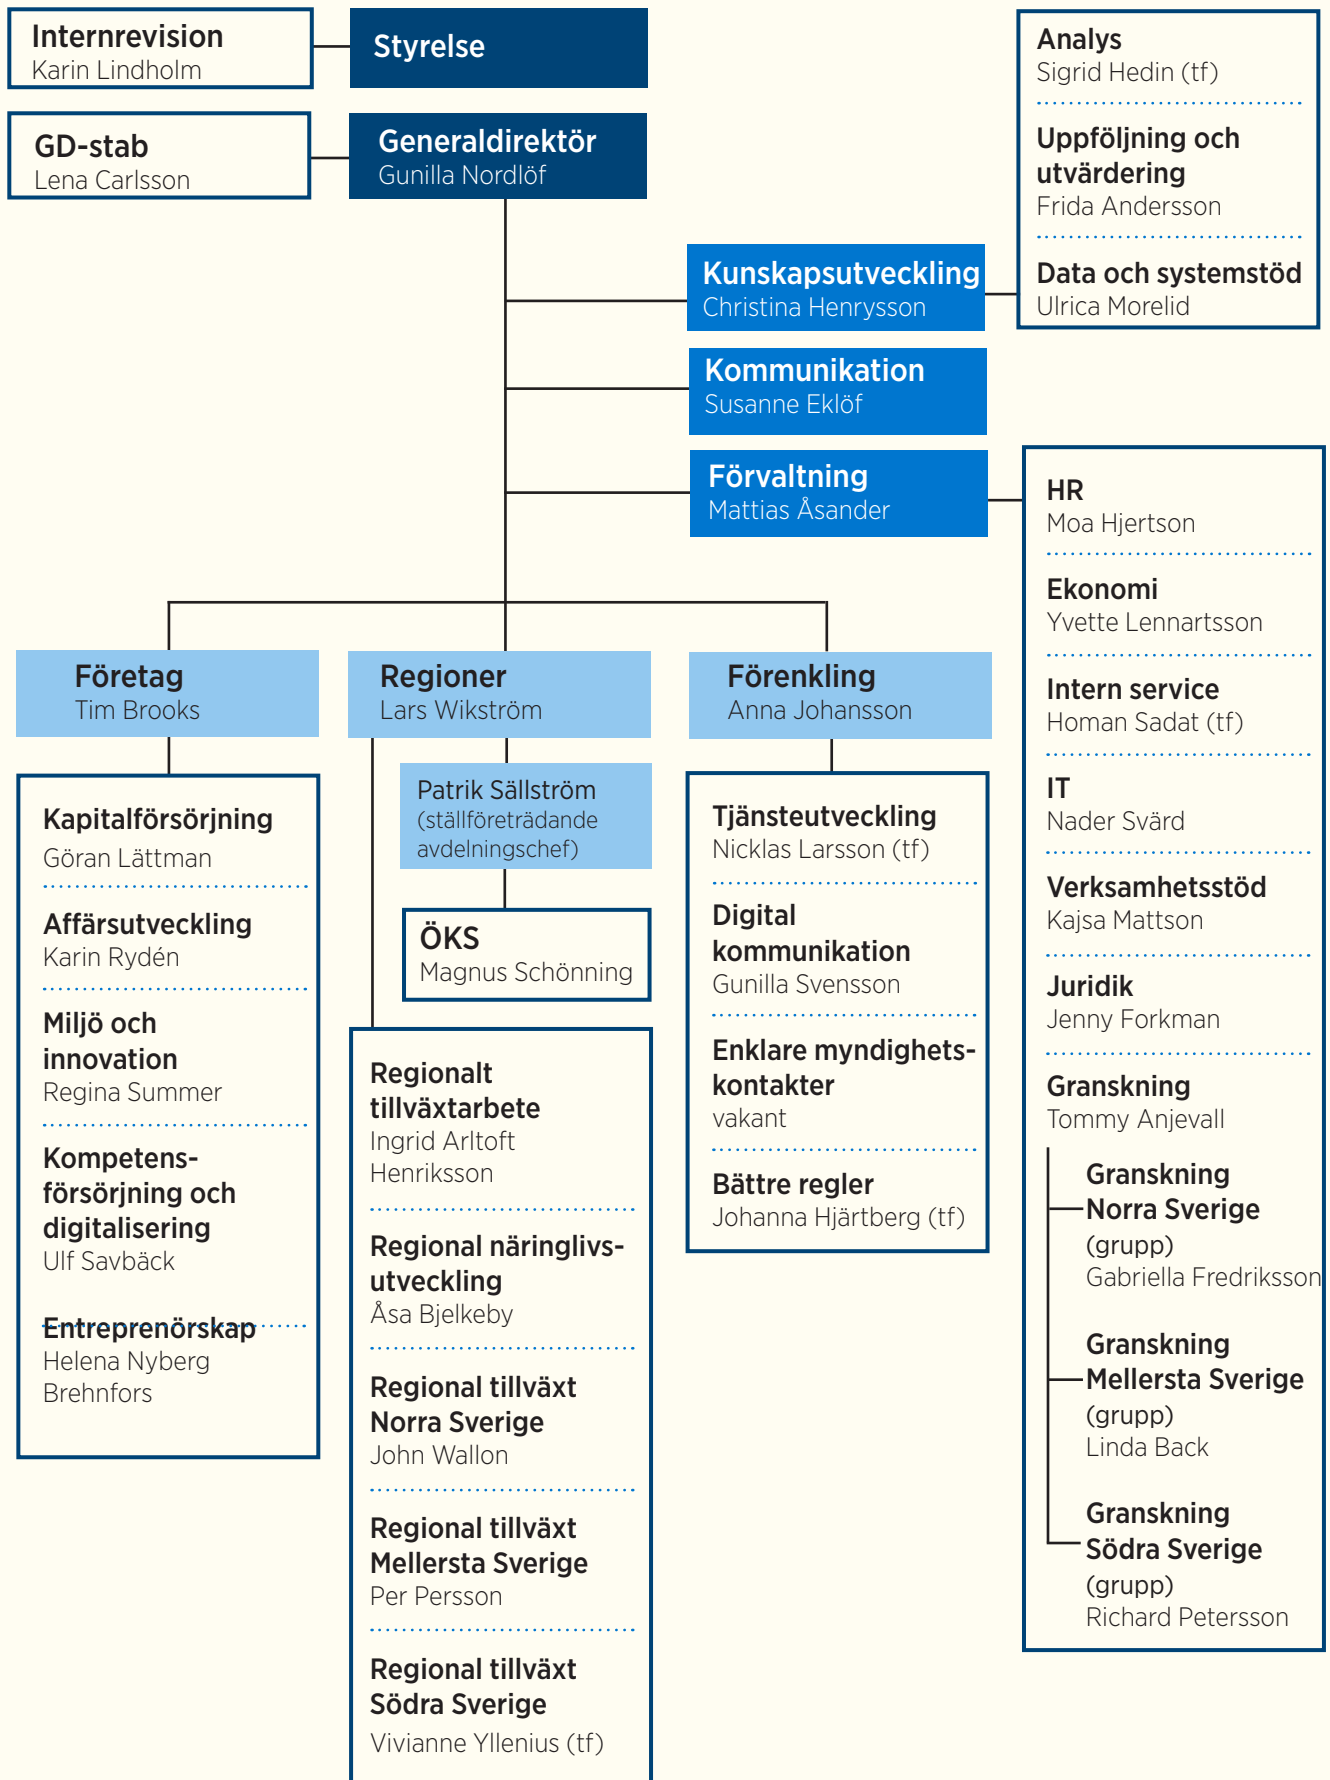 Internrevision
Karin Lindholm
Styrelse
GD-stab
Lena Carlsson
Generaldirektör
Gunilla Nordlöf
Kunskapsutveckling
Christina Henrysson
Analys
Sigrid Hedin (tf)
Uppföljning och
utvärdering
Frida Andersson
Data och systemstöd
Ulrica Morelid
Kommunikation
Susanne Eklöf
Förvaltning
Mattias Åsander
HR
Moa Hjertson
Ekonomi
Yvette Lennartsson
Intern service
Homan Sadat (tf)
IT
Nader Svärd
Verksamhetsstöd
Kajsa Mattson
Juridik
Jenny Forkman
Granskning
Tommy Anjevall
Granskning
Norra Sverige
(grupp)
Gabriella Fredriksson
Granskning
Mellersta Sverige
(grupp)
Linda Back
Granskning
Södra Sverige
(grupp)
Richard Petersson
Företag
Tim Brooks
Kapitalförsörjning
Göran Lättman
Affärsutveckling
Karin Rydén
Miljö och
innovation
Regina Summer
Kompetens-
försörjning och
digitalisering
Ulf Savbäck
Entreprenörskap
Helena Nyberg
Brehnfors
Regioner
Lars Wikström
Patrik Sällström
(ställföreträdande
avdelningschef)
ÖKS
Magnus Schönning
Regionalt
tillväxtarbete
Ingrid Arltoft
Henriksson
Regional näringlivs-
utveckling
Åsa Bjelkeby
Regional tillväxt
Norra Sverige
John Wallon
Regional tillväxt
Mellersta Sverige
Per Persson
Regional tillväxt
Södra Sverige
Vivianne Yllenius (tf)
Förenkling
Anna Johansson
Tjänsteutveckling
Nicklas Larsson (tf)
Digital
kommunikation
Gunilla Svensson
Enklare myndighets-
kontakter
vakant
Bättre regler
Johanna Hjärtberg (tf)